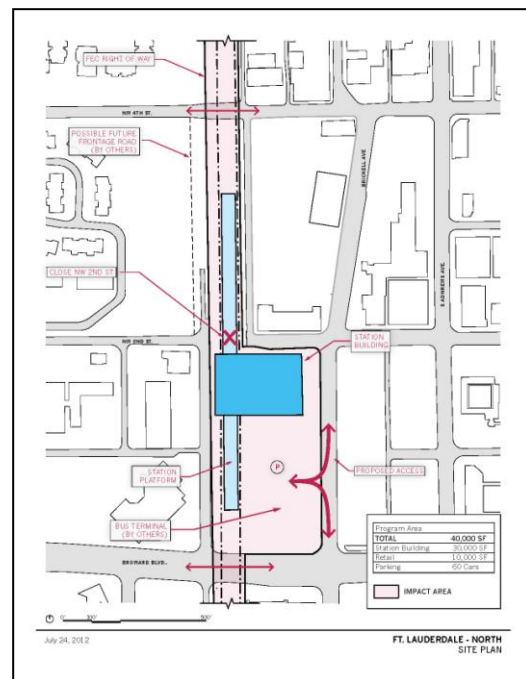 FEC RIGHT OF WAY
NW 4TH ST.
POSSIBLE FUTURE
FRONTAGE ROAD
(BY OTHERS)
BRICKELL AVE
CLOSE NW 2ND ST
S ANDREWS AVE.
NW 2ND ST.
STATION
BUILDING
P
STATION
PLATFORM
PROPOSED ACCESS
BUS TERMINAL
(BY OTHERS)
BROWARD BLVD.
Program Area
TOTAL 40,000 SF
Station Building 30,000 SF
Retail 10,000 SF
Parking 60 Cars
IMPACT AREA
0' 100' 500'
July 24, 2012
FT. LAUDERDALE - NORTH
SITE PLAN